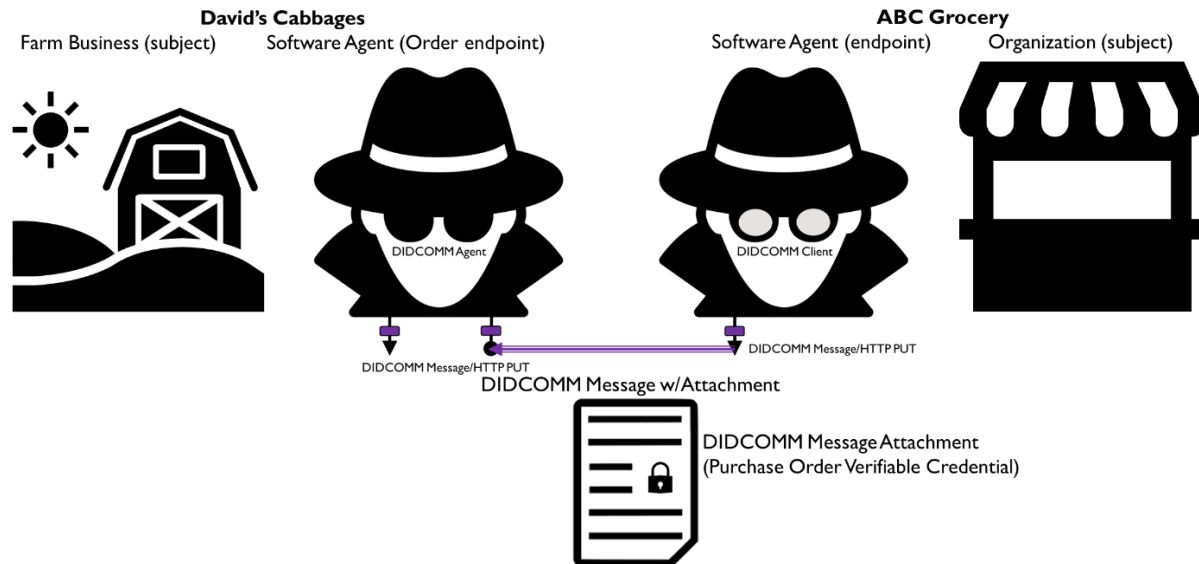 David's Cabbages
ABC Grocery
Farm Business (subject)
Software Agent (Order endpoint)
Software Agent (endpoint)
Organization (subject)
DIDCOMM Agent
DIDCOMM Client
DIDCOMM Message/HTTP PUT
DIDCOMM Message/HTTP PUT
DIDCOMM Message w/Attachment
DIDCOMM Message Attachment
(Purchase Order Verifiable Credential)